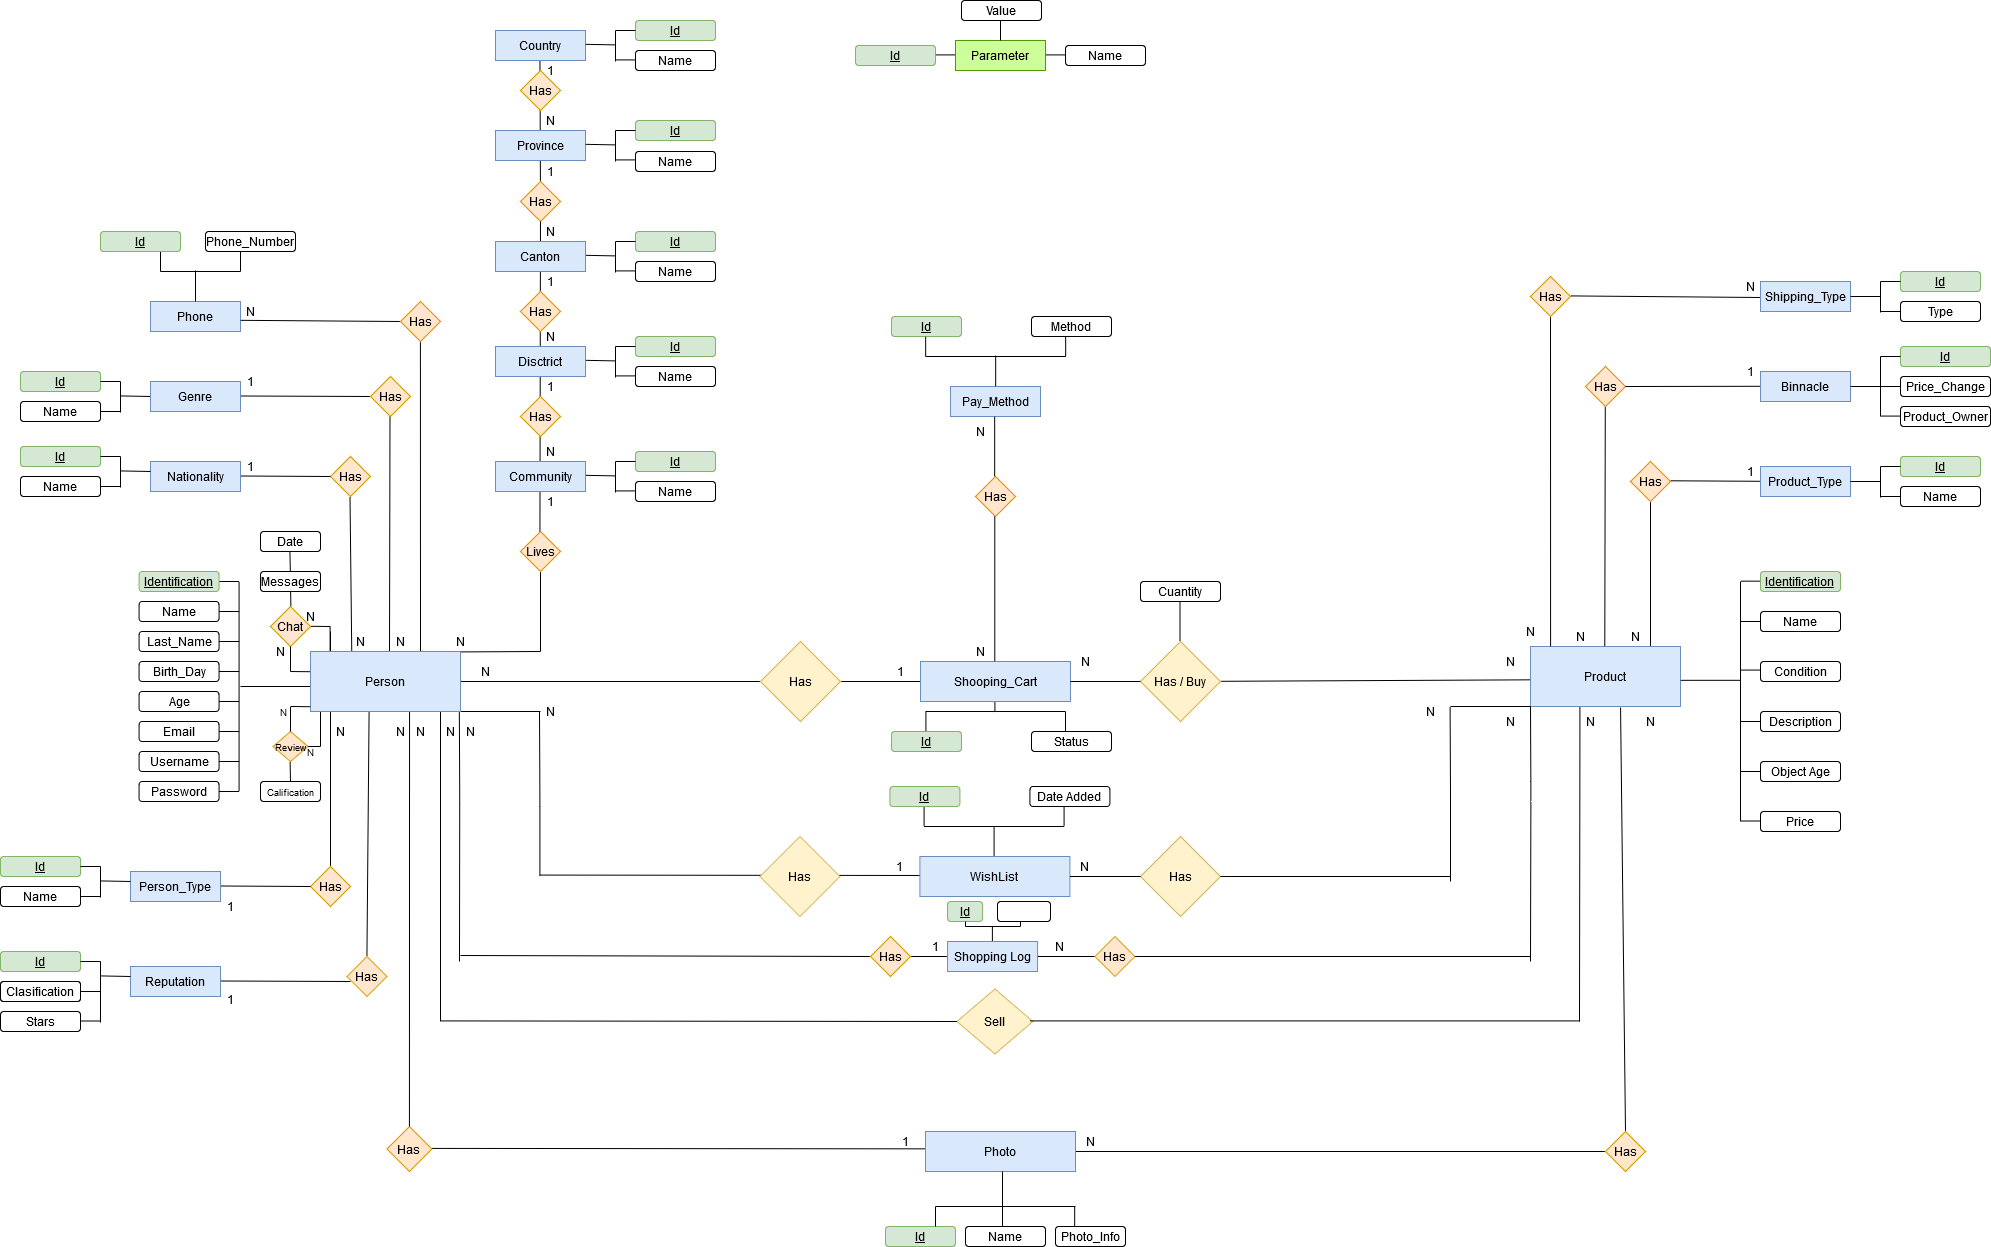 Value
Id
Parameter
Name
Country
Id
Name
1
Has
N
Province
Id
Name
1
Has
N
Canton
Id
Name
1
Has
N
Disctrict
Id
Name
1
Has
N
Community
Id
Name
1
Lives
N
Id
Phone_Number
Phone
N
Has
Id
Name
Genre
1
Has
N
Id
Name
Nationality
1
Has
N
Date
Messages
Chat
N
N
Identification
Name
Last_Name
Birth_Day
Age
Email
Username
Password
Person
N
Review
N
Calification
Id
Name
Person_Type
1
Has
N
Id
Clasification
Stars
Reputation
1
Has
N
Id
Method
Pay_Method
N
Has
N
N
Has
1
Shooping_Cart
N
Has / Buy
N
Cuantity
Id
Status
Id
Date Added
N
Has
1
WishList
N
Has
N
Id
N
Has
1
Shopping Log
N
Has
N
N
Sell
N
N
Has
1
Photo
N
Has
N
Id
Name
Photo_Info
Has
N
Shipping_Type
Id
Type
N
Has
1
Binnacle
Id
Price_Change
Product_Owner
N
Has
1
Product_Type
Id
Name
N
Product
Identification
Name
Condition
Description
Object Age
Price